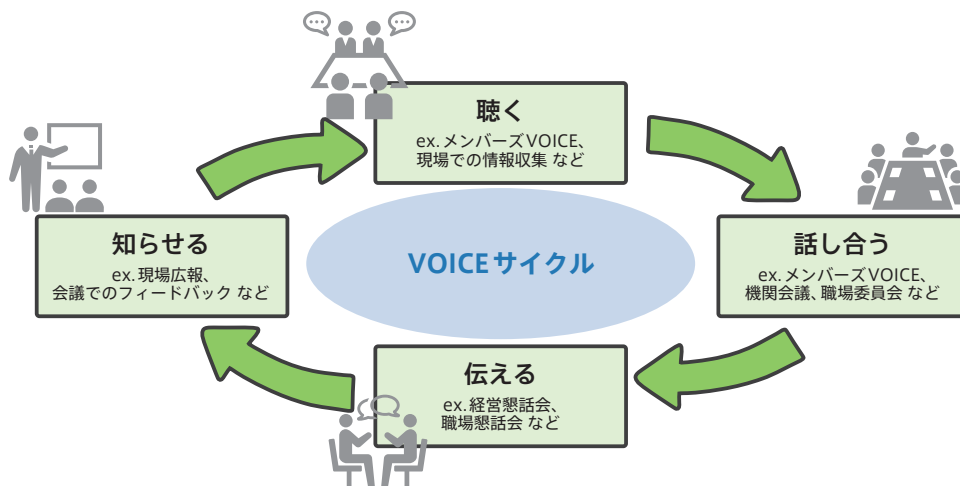 聴く
ex.メンバーズVOICE、
現場での情報収集 など
知らせる
ex.現場広報、
会議でのフィードバック など
VOICEサイクル
話し合う
ex.メンバーズVOICE、
機関会議、職場委員会 など
伝える
ex.経営懇話会、
職場懇話会 など